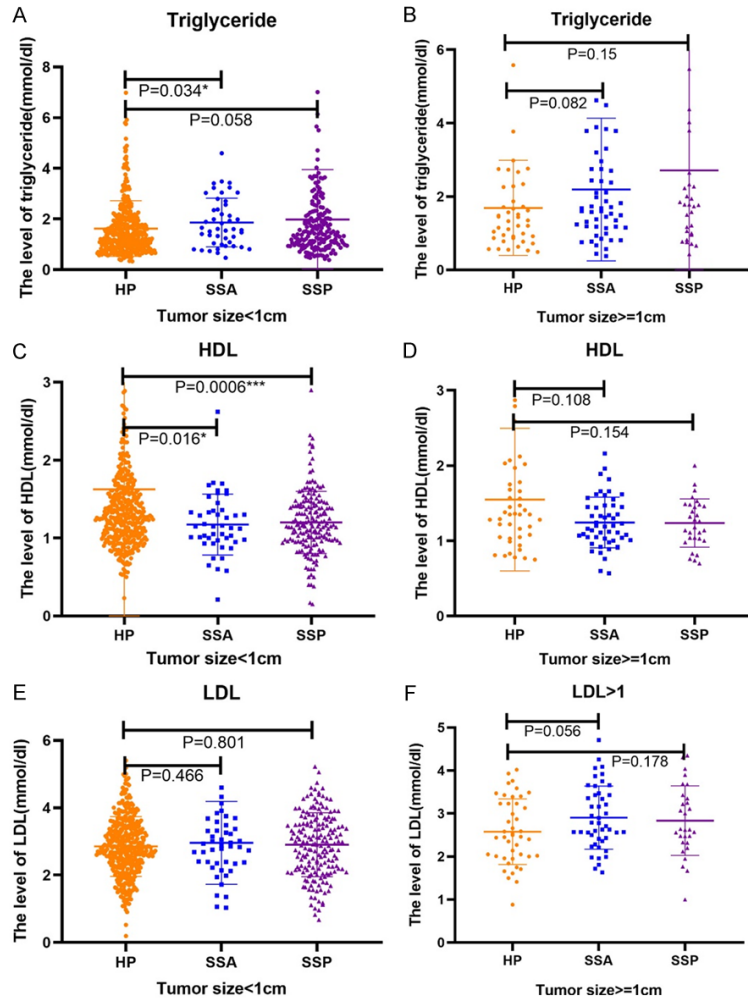 A
Triglyceride
The level of triglyceride(mmol/dl)
8
6
4
2
0
P=0.034*
P=0.058
HP
SSA
SSP
Tumor size<1cm
B
Triglyceride
The level of triglyceride(mmol/dl)
6
4
2
0
P=0.15
P=0.082
HP
SSA
SSP
Tumor size>=1cm
C
HDL
The level of HDL(mmol/dl)
3
2
1
0
P=0.0006***
P=0.016*
HP
SSA
SSP
Tumor size<1cm
D
HDL
The level of HDL(mmol/dl)
3
2
1
0
P=0.108
P=0.154
HP
SSA
SSP
Tumor size>=1cm
E
LDL
The level of LDL(mmol/dl)
6
4
2
0
P=0.801
P=0.466
HP
SSA
SSP
Tumor size<1cm
F
LDL>1
The level of LDL(mmol/dl)
5
4
3
2
1
0
P=0.056
P=0.178
HP
SSA
SSP
Tumor size>=1cm